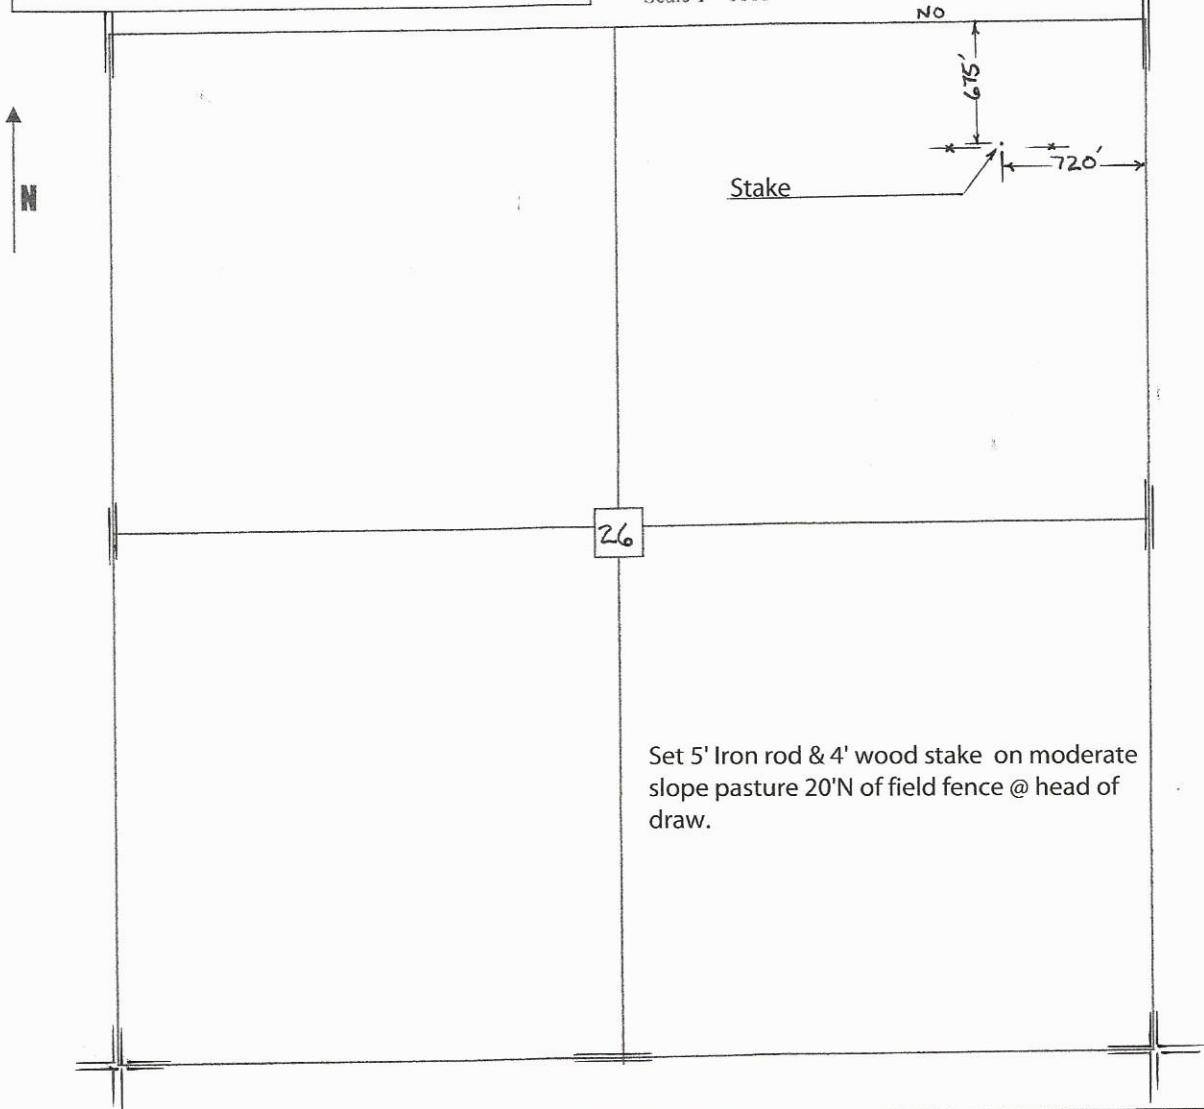 NO
675'
N
720'
Stake
26
Set 5' Iron rod & 4' wood stake on moderate
slope pasture 20'N of field fence @ head of
draw.